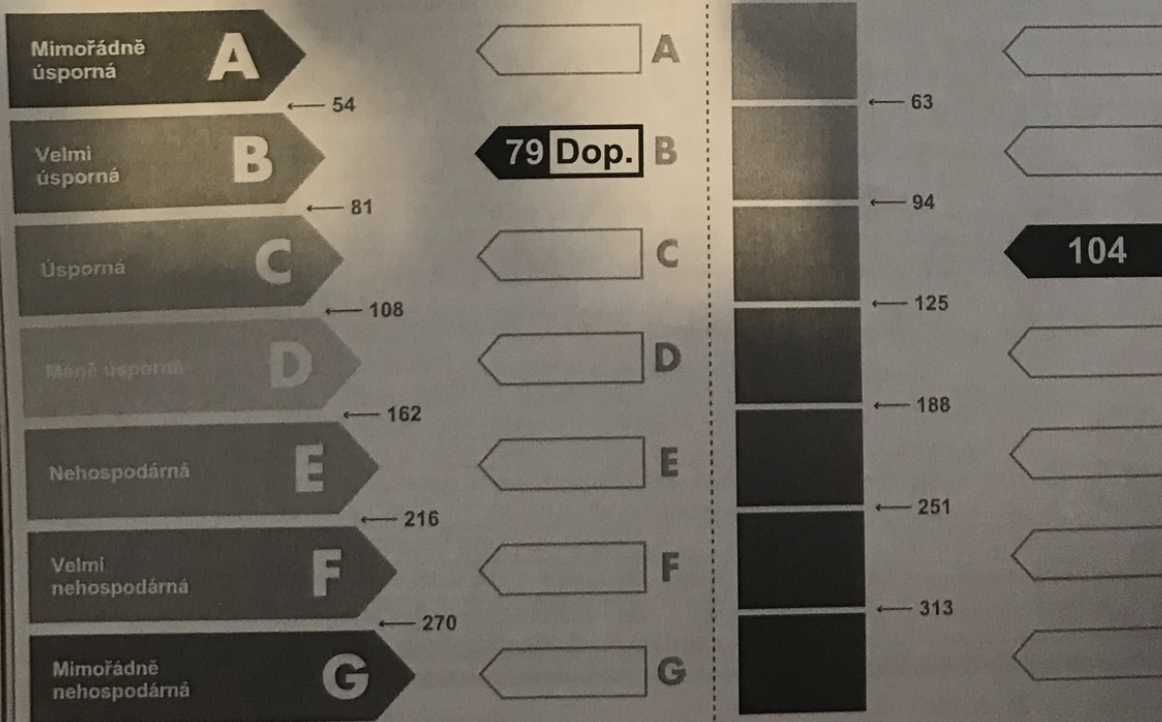 Mimořádně
úsporná
A
A
← 54
← 63
Velmi
úsporná
B
79 Dop.
B
← 81
← 94
Úsporná
C
C
104
← 108
← 125
Méně úsporná
D
D
← 162
← 188
Nehospodárná
E
E
← 216
← 251
Velmi
nehospodárná
F
F
← 270
← 313
Mimořádně
nehospodárná
G
G